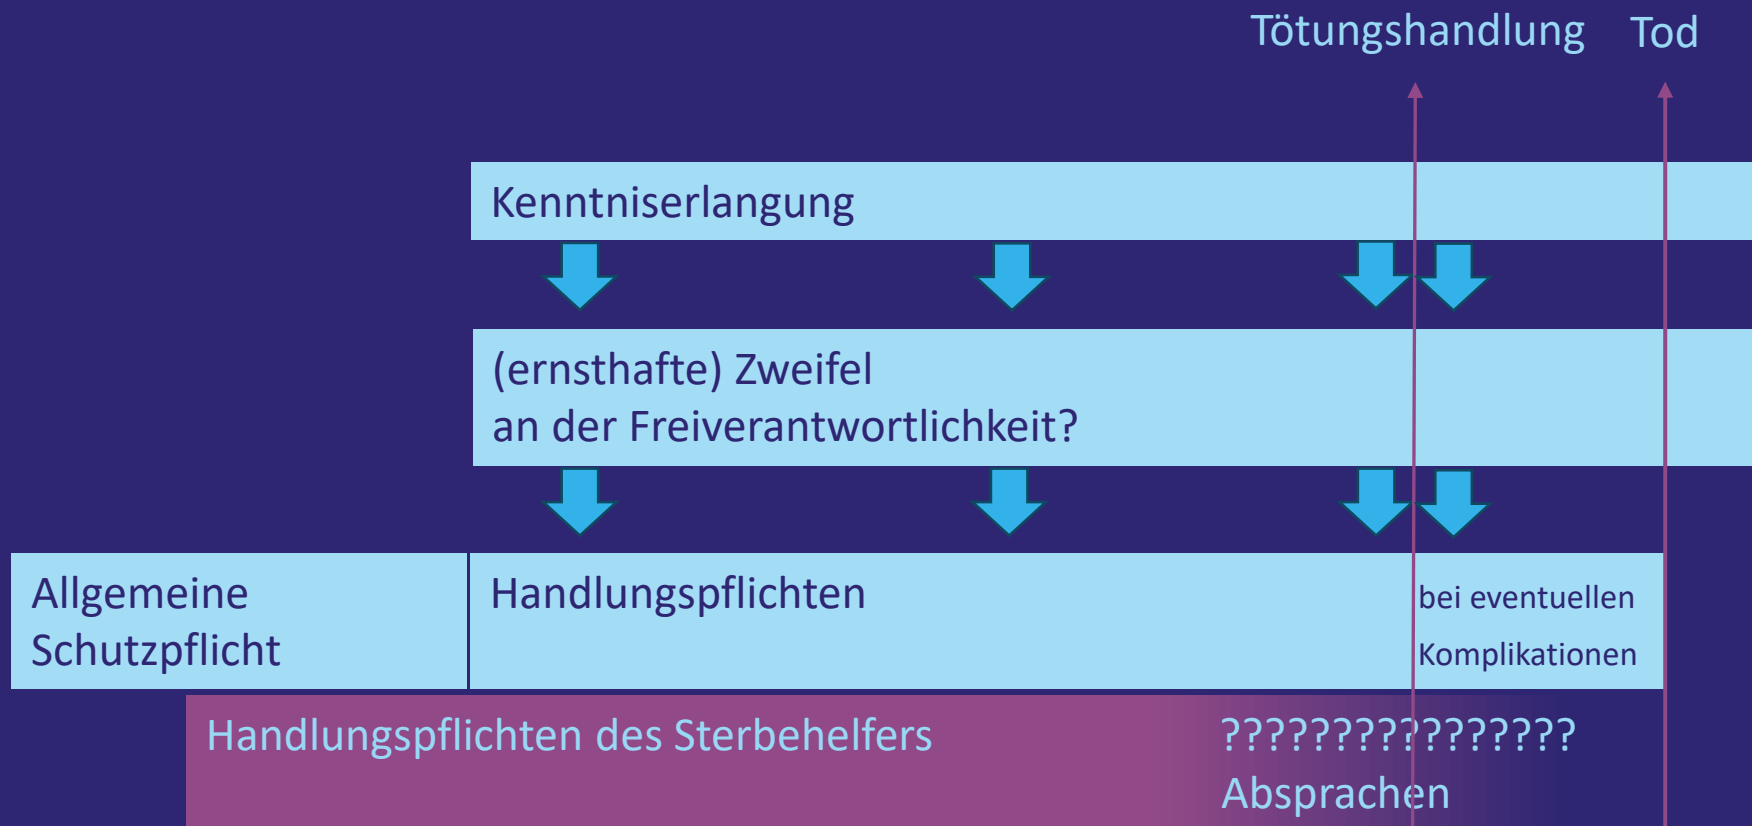 Tötungshandlung Tod
Kenntniserlangung
(ernsthafte) Zweifel
an der Freiverantwortlichkeit?
Allgemeine
Schutzpflicht
Handlungspflichten
bei eventuellen
Komplikationen
Handlungspflichten des Sterbehelfers
????????????????
Absprachen